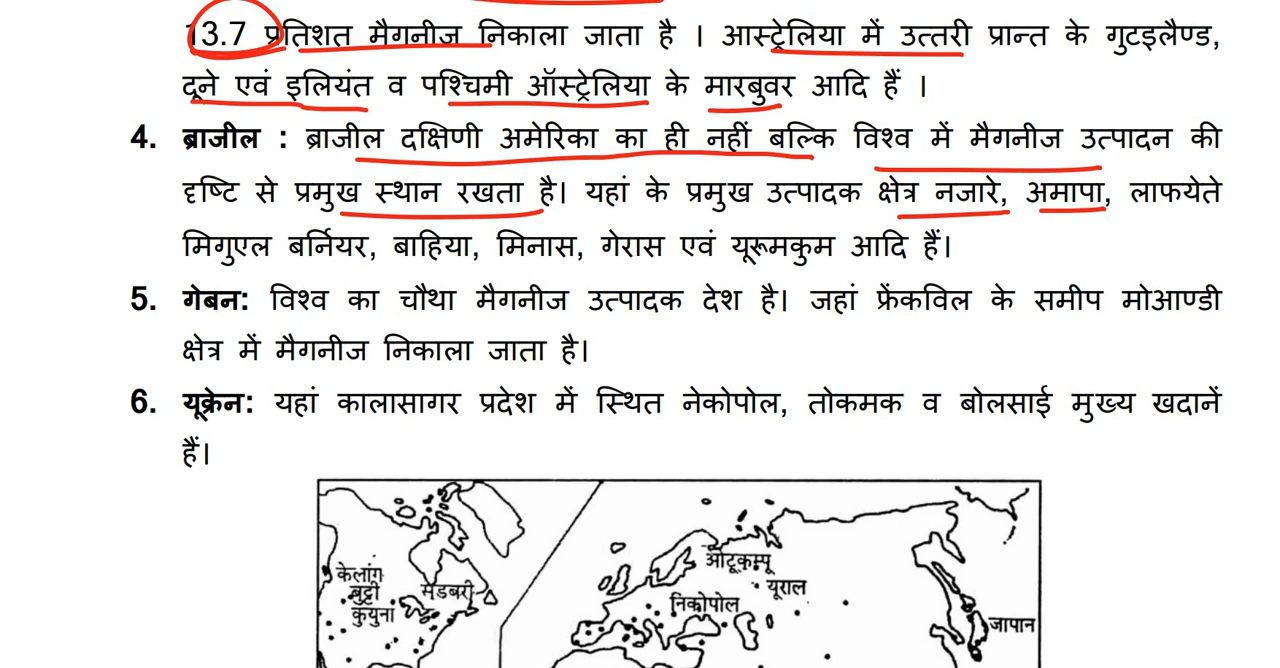 13.7 प्रतिशत मैगनीज निकाला जाता है । आस्ट्रेलिया में उत्तरी प्रान्त के गुटइलैण्ड,
दूने एवं इलियंत व पश्चिमी ऑस्ट्रेलिया के मारबुवर आदि हैं ।
4. ब्राजील : ब्राजील दक्षिणी अमेरिका का ही नहीं बल्कि विश्व में मैगनीज उत्पादन की
दृष्टि से प्रमुख स्थान रखता है। यहां के प्रमुख उत्पादक क्षेत्र नजारे, अमापा, लाफयेते
मिगुएल बर्नियर, बाहिया, मिनास, गेरास एवं यूरूमकुम आदि हैं।
5. गेबन: विश्व का चौथा मैगनीज उत्पादक देश है। जहां फ्रेंकविल के समीप मोआण्डी
क्षेत्र में मैगनीज निकाला जाता है।
6. यूक्रेन: यहां कालासागर प्रदेश में स्थित नेकोपोल, तोकमक व बोलसाई मुख्य खदानें
हैं।
ओटूकुम्पू
केलांग
यूराल
बुट्टी
सडबरी
निकोपोल
कुयुना
जापान